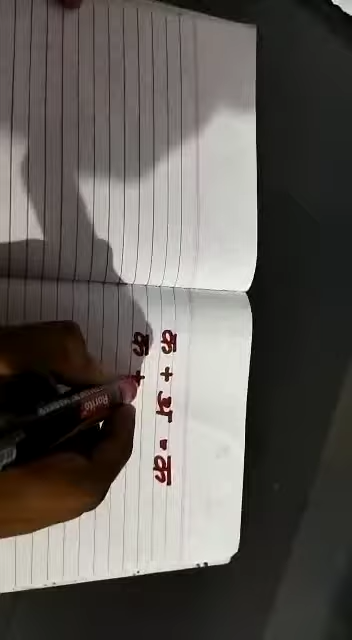 क + अ = क
क +